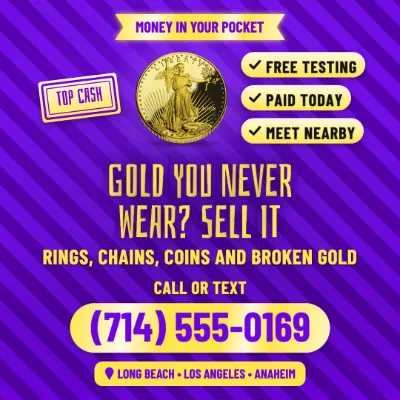 MONEY IN YOUR POCKET
TOP CASH
FREE TESTING
PAID TODAY
MEET NEARBY
GOLD YOU NEVER
WEAR? SELL IT
RINGS, CHAINS, COINS AND BROKEN GOLD
CALL OR TEXT
(714) 555-0169
LONG BEACH • LOS ANGELES • ANAHEIM